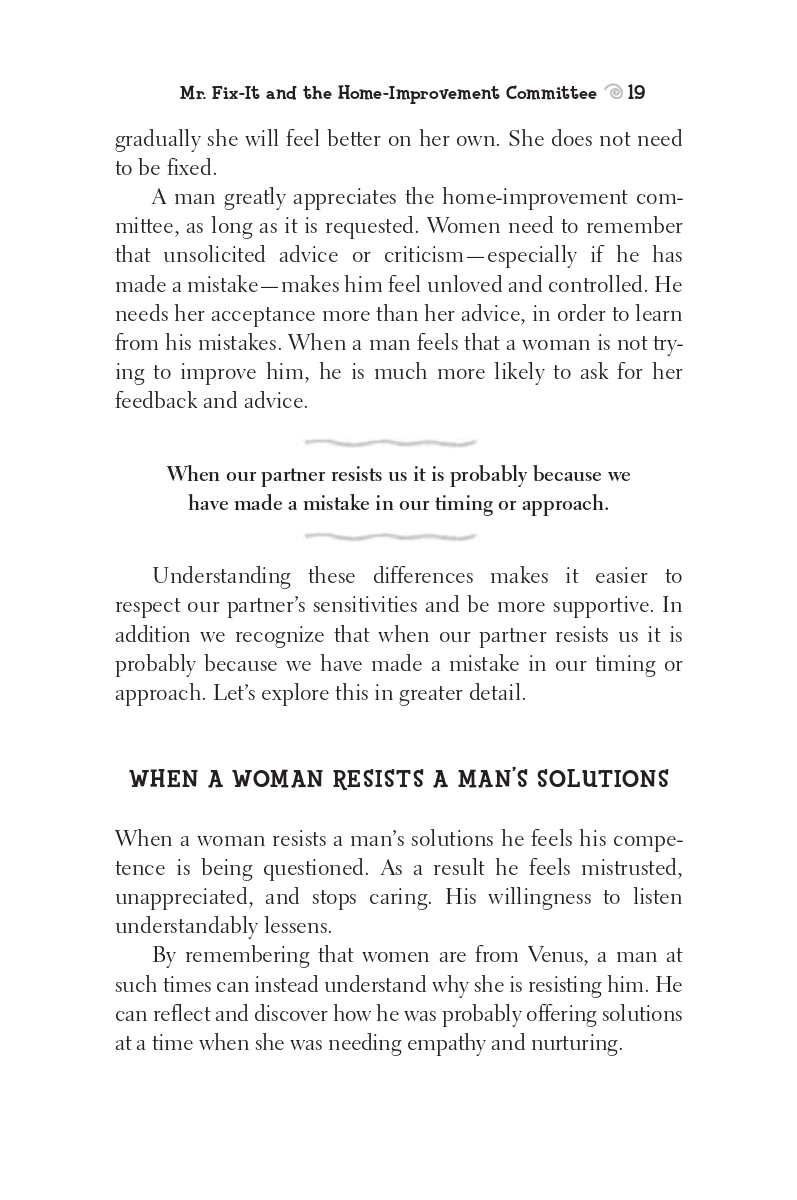 Mr. Fix-It and the Home-Improvement Committee 19
gradually she will feel better on her own. She does not need
to be fixed.
A man greatly appreciates the home-improvement com-
mittee, as long as it is requested. Women need to remember
that unsolicited advice or criticism—especially if he has
made a mistake—makes him feel unloved and controlled. He
needs her acceptance more than her advice, in order to learn
from his mistakes. When a man feels that a woman is not try-
ing to improve him, he is much more likely to ask for her
feedback and advice.
When our partner resists us it is probably because we
have made a mistake in our timing or approach.
Understanding these differences makes it easier to
respect our partner’s sensitivities and be more supportive. In
addition we recognize that when our partner resists us it is
probably because we have made a mistake in our timing or
approach. Let’s explore this in greater detail.
WHEN A WOMAN RESISTS A MAN’S SOLUTIONS
When a woman resists a man’s solutions he feels his compe-
tence is being questioned. As a result he feels mistrusted,
unappreciated, and stops caring. His willingness to listen
understandably lessens.
By remembering that women are from Venus, a man at
such times can instead understand why she is resisting him. He
can reflect and discover how he was probably offering solutions
at a time when she was needing empathy and nurturing.